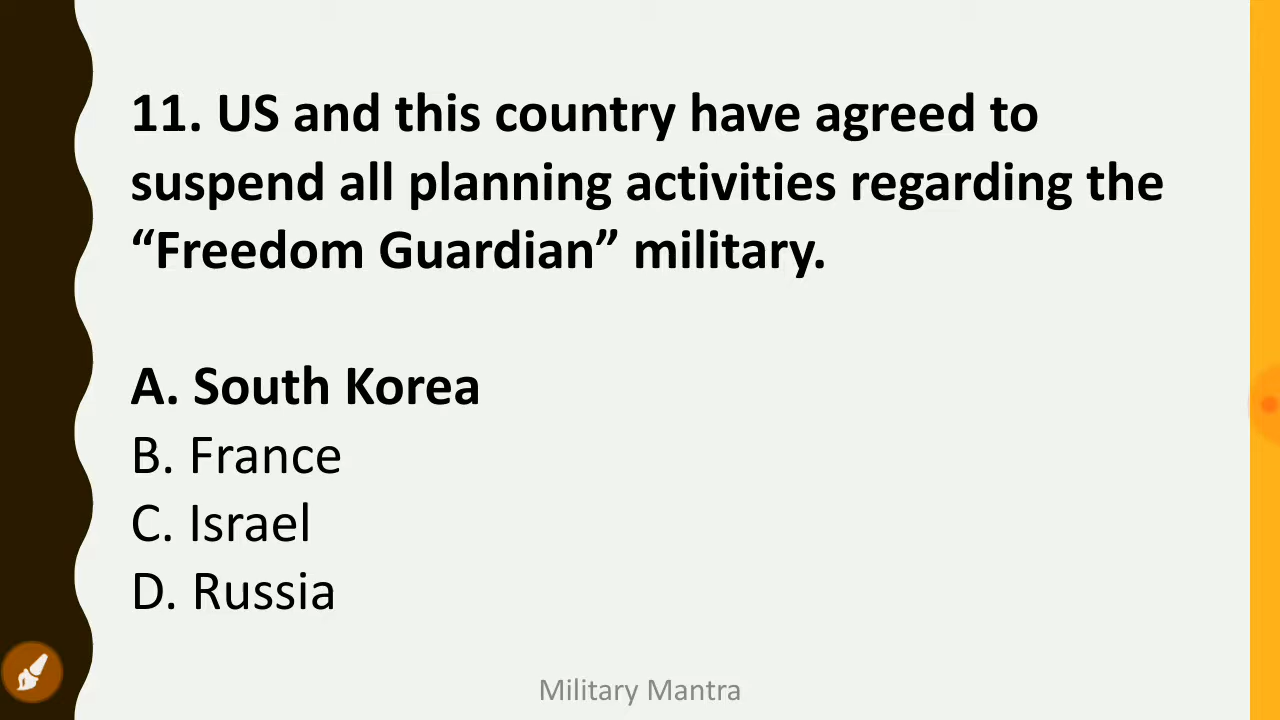 11. US and this country have agreed to
suspend all planning activities regarding the
“Freedom Guardian” military.
A. South Korea
B. France
C. Israel
D. Russia
Military Mantra